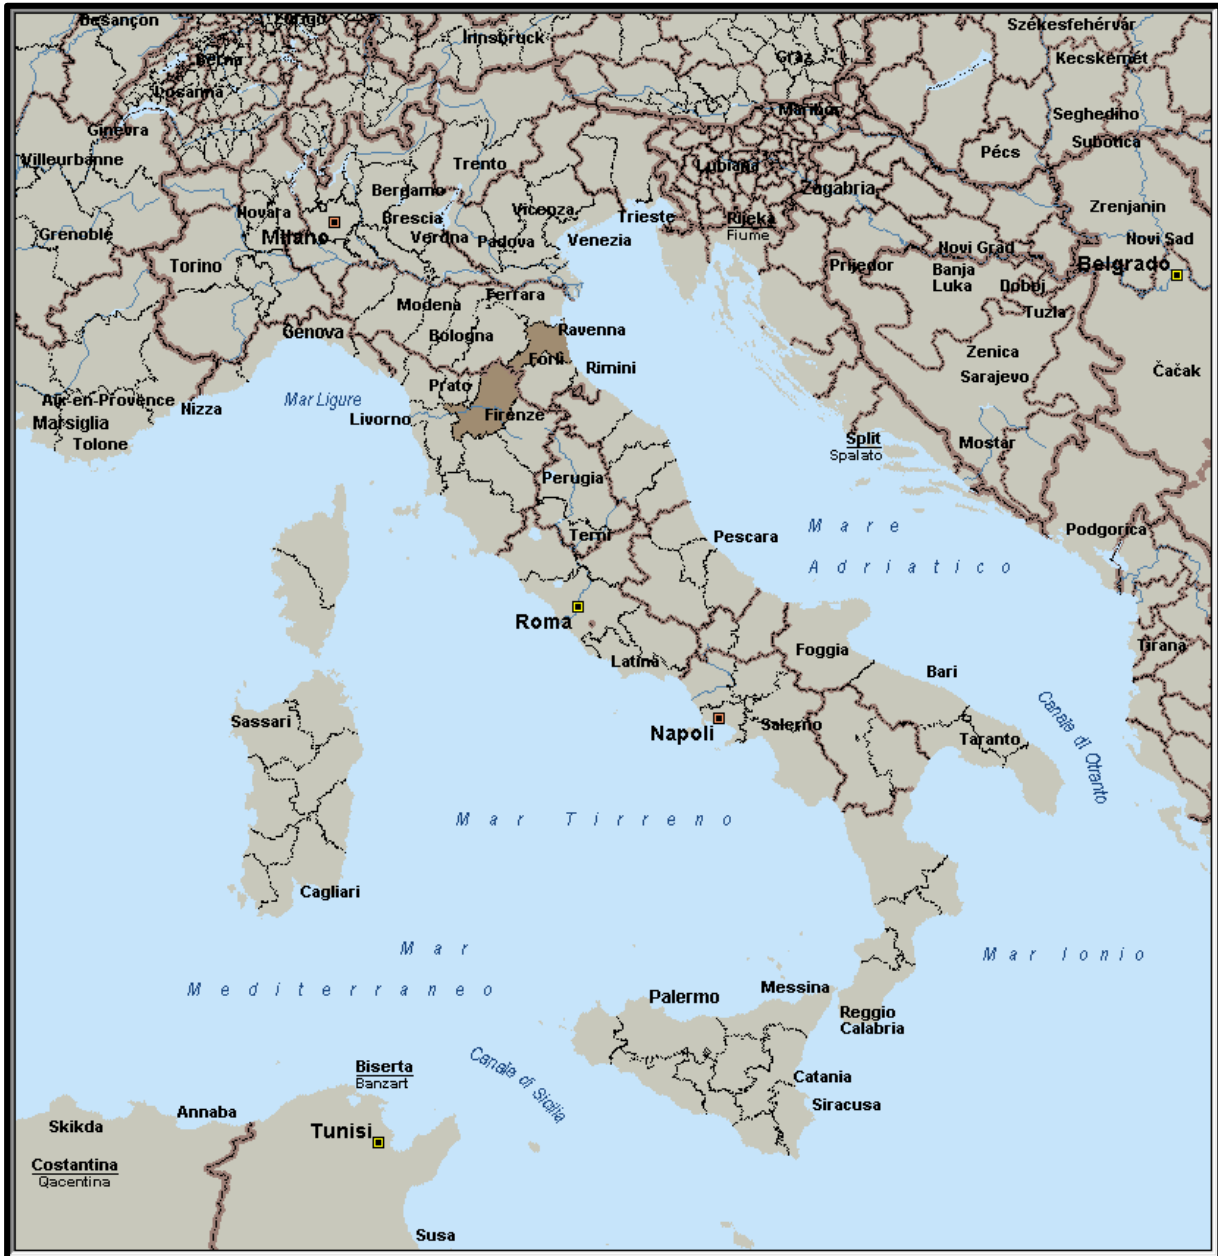 Besançon
Zurigo
Innsbruck
Székesfehérvár
Berna
Graz
Kecskemét
Losanna
Maribor
Seghedino
Ginevra
Subotica
Villeurbanne
Trento
Lubiana
Pécs
Bergamo
Zagabria
Novara
Brescia
Vicenza
Trieste
Rijeka
Fiume
Zrenjanin
Grenoble
Milano
Verona
Padova
Venezia
Novi Grad
Novi Sad
Torino
Prijedor
Banja
Luka
Doboj
Belgrado
Modena
Ferrara
Tuzla
Genova
Bologna
Ravenna
Forlì
Rimini
Zenica
Sarajevo
Čačak
Prato
Aix-en-Provence
Nizza
Mar Ligure
Livorno
Firenze
Marsiglia
Tolone
Split
Spalato
Mostar
Perugia
Mare
Adriatico
Podgorica
Terni
Pescara
Roma
Latina
Foggia
Tirana
Bari
Sassari
Napoli
Salerno
Taranto
Canale di Otranto
Mar Tirreno
Cagliari
Mar
Mediterraneo
Mar Ionio
Palermo
Messina
Reggio
Calabria
Canale di Sicilia
Catania
Siracusa
Biserta
Banzart
Annaba
Skikda
Tunisi
Costantina
Qacentina
Susa